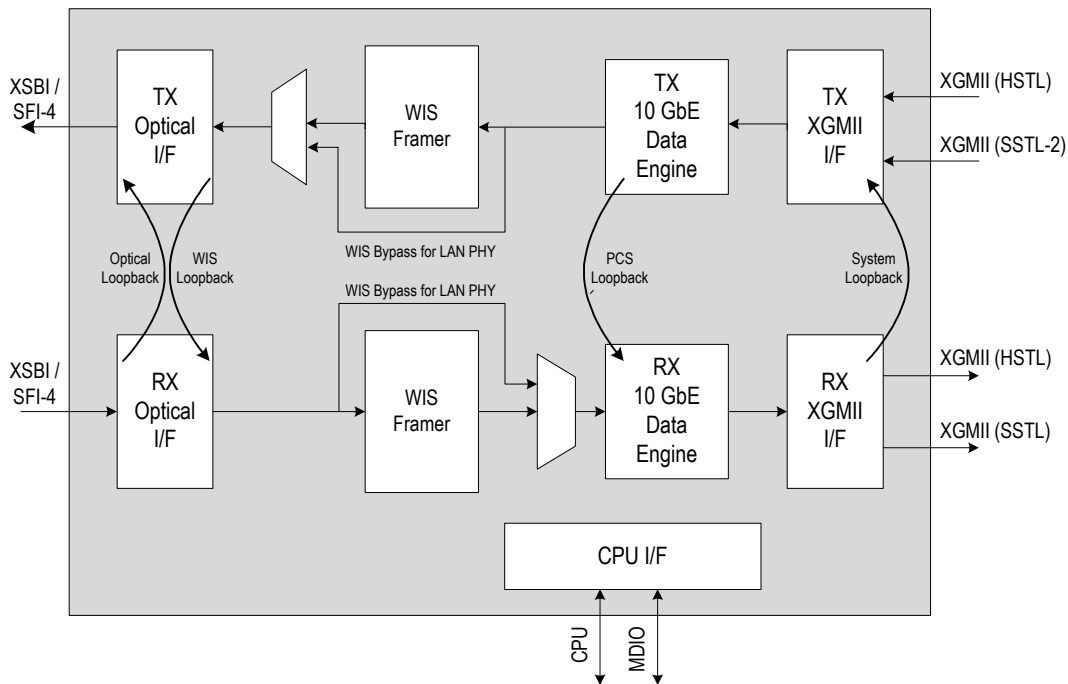 XSBI /
SFI-4
TX
Optical
I/F
WIS
Framer
TX
10 GbE
Data
Engine
TX
XGMII
I/F
XGMII (HSTL)
XGMII (SSTL-2)
WIS Bypass for LAN PHY
Optical
Loopback
WIS
Loopback
PCS
Loopback
System
Loopback
WIS Bypass for LAN PHY
XSBI /
SFI-4
RX
Optical
I/F
WIS
Framer
RX
10 GbE
Data
Engine
RX
XGMII
I/F
XGMII (HSTL)
XGMII (SSTL)
CPU I/F
CPU
MDIO